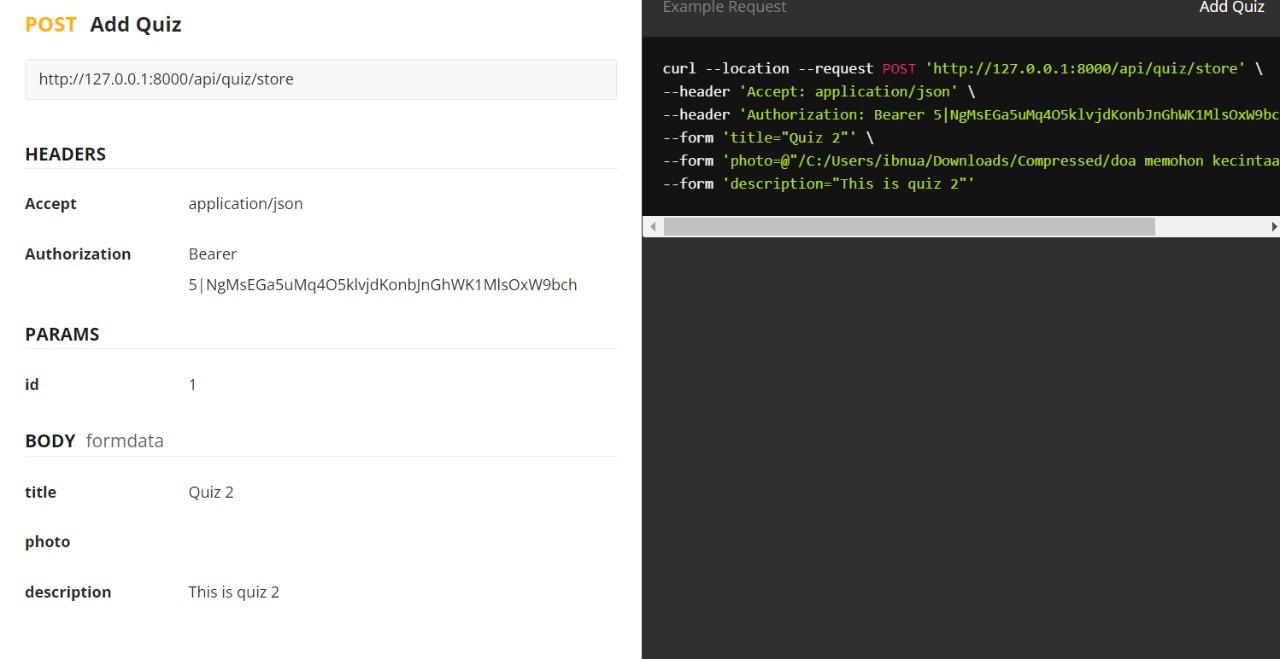 POST Add Quiz
http://127.0.0.1:8000/api/quiz/store
HEADERS
Accept application/json
Authorization Bearer
5|NgMsEGa5uMq4O5klvjdKonbJnGhWK1MlsOxW9bch
PARAMS
id 1
BODY formdata
title Quiz 2
photo
description This is quiz 2
Example Request Add Quiz
curl --location --request POST 'http://127.0.0.1:8000/api/quiz/store' \
--header 'Accept: application/json' \
--header 'Authorization: Bearer 5|NgMsEGa5uMq4O5klvjdKonbJnGhWK1MlsOxW9bc
--form 'title="Quiz 2"' \
--form 'photo=@"/C:/Users/ibnua/Downloads/Compressed/doa memohon kecintaa
--form 'description="This is quiz 2"'